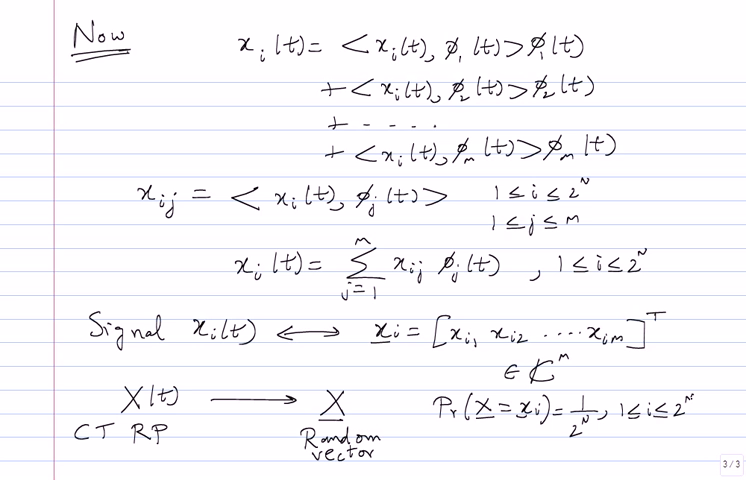 Now
x_i(t) = <x_i(t), φ_1(t)> φ_1(t)
+ <x_i(t), φ_2(t)> φ_2(t)
+ - - . . .
+ <x_i(t), φ_m(t)> φ_m(t)
x_ij = <x_i(t), φ_j(t)> 1 ≤ i ≤ 2^N
1 ≤ j ≤ m
x_i(t) = ∑_{j=1}^{m} x_ij φ_j(t), 1 ≤ i ≤ 2^N
Signal x_i(t) ⟷ x_i = [x_i1 x_i2 ..... x_im]^T
∈ ℂ^m
X(t) ⟶ X Pr(X = x_i) = 1/2^N, 1 ≤ i ≤ 2^N
CT RP Random
vector
3 / 3